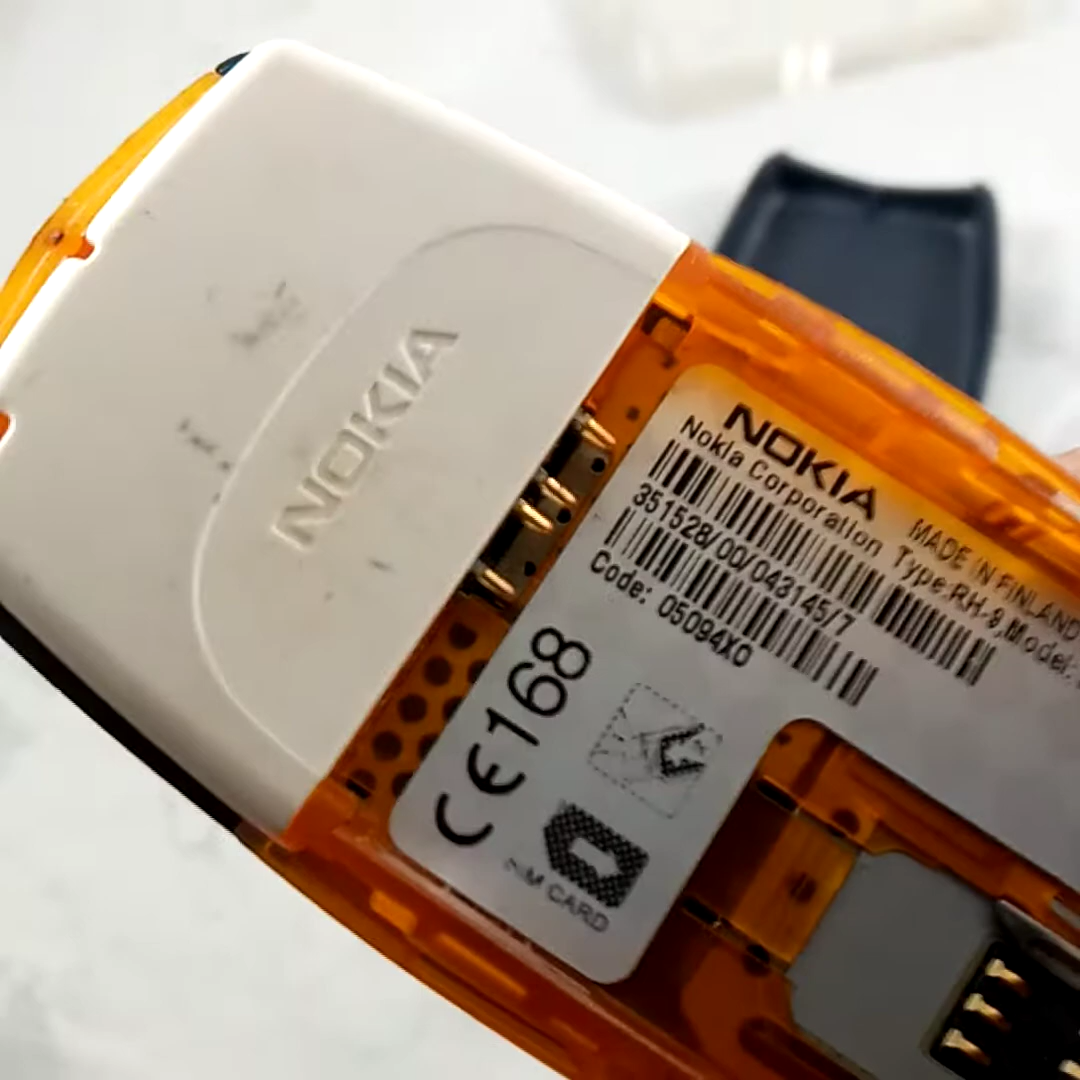 NOKIA
NOKIA
MADE IN FINLAND
Nokia Corporation Type:RH-9,Model:
351528/00/043145/7
Code: 05094X0
CE168
SIM CARD